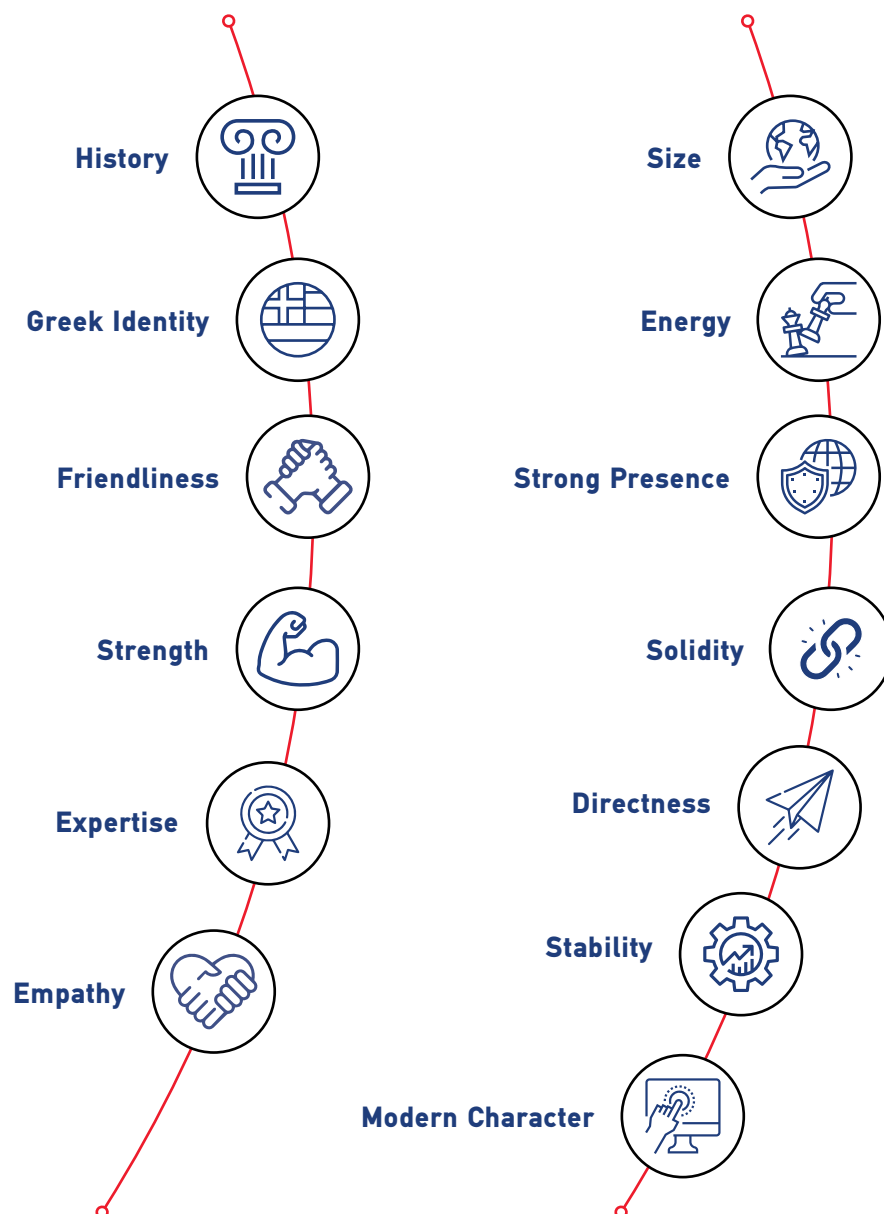 History
Greek Identity
Friendliness
Strength
Expertise
Empathy
Size
Energy
Strong Presence
Solidity
Directness
Stability
Modern Character